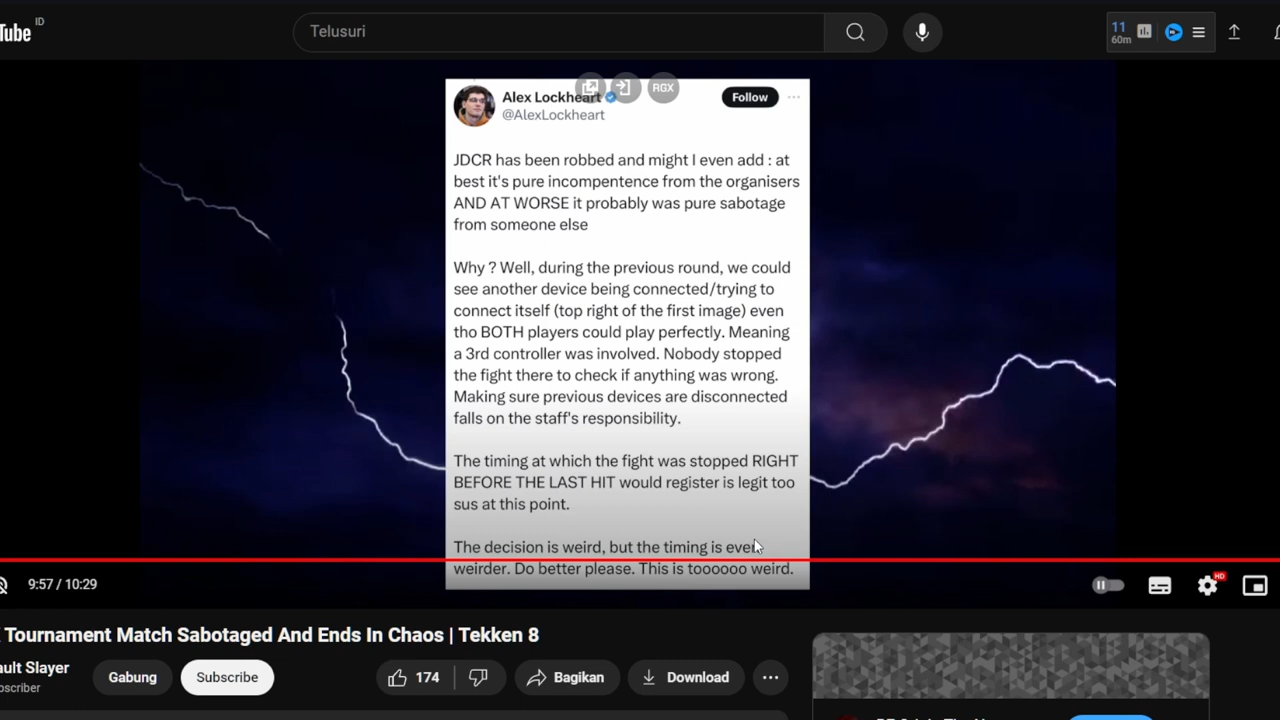 Tube ID
Telusuri
11
60m
RGX
Alex Lockheart
@AlexLockheart
Follow
JDCR has been robbed and might I even add : at
best it's pure incompentence from the organisers
AND AT WORSE it probably was pure sabotage
from someone else
Why ? Well, during the previous round, we could
see another device being connected/trying to
connect itself (top right of the first image) even
tho BOTH players could play perfectly. Meaning
a 3rd controller was involved. Nobody stopped
the fight there to check if anything was wrong.
Making sure previous devices are disconnected
falls on the staff's responsibility.
The timing at which the fight was stopped RIGHT
BEFORE THE LAST HIT would register is legit too
sus at this point.
The decision is weird, but the timing is even
weirder. Do better please. This is toooooo weird.
9:57 / 10:29
HD
Tournament Match Sabotaged And Ends In Chaos | Tekken 8
ault Slayer
bscriber
Gabung
Subscribe
174
Bagikan
Download